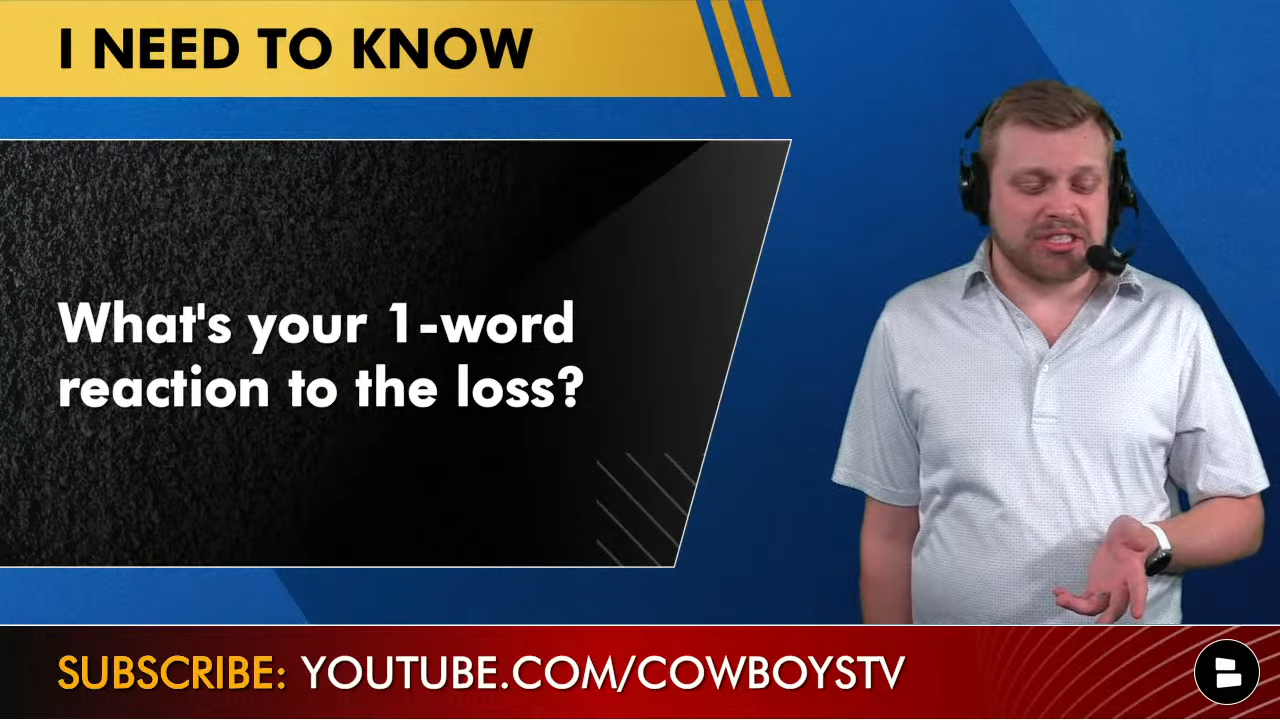 I NEED TO KNOW
What's your 1-word
reaction to the loss?
SUBSCRIBE: YOUTUBE.COM/COWBOYSTV